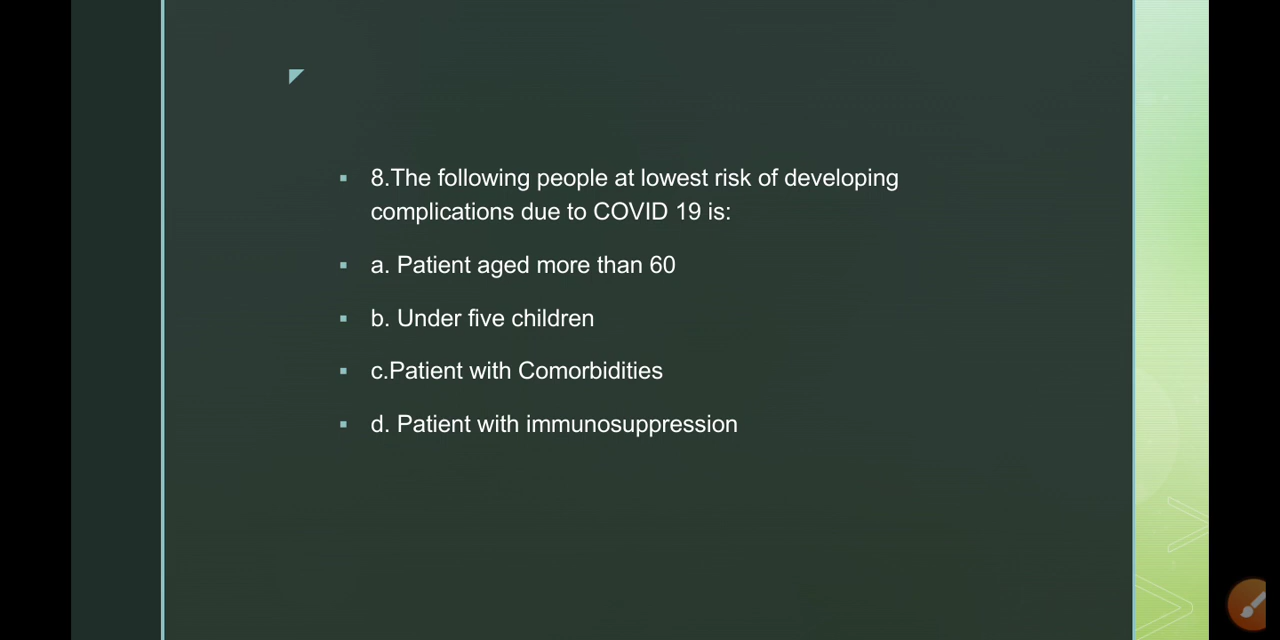 8.The following people at lowest risk of developing
complications due to COVID 19 is:
a. Patient aged more than 60
b. Under five children
c.Patient with Comorbidities
d. Patient with immunosuppression